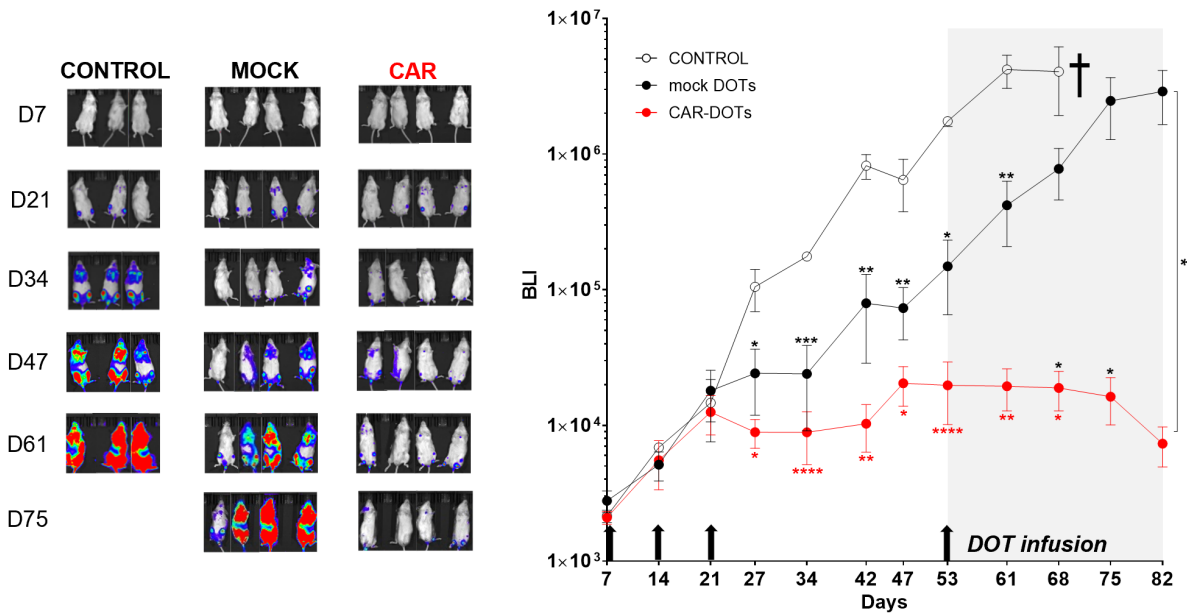 CONTROL MOCK CAR
D7
D21
D34
D47
D61
D75
1×10⁷
1×10⁶
1×10⁵
1×10⁴
1×10³
BLI
CONTROL
mock DOTs
CAR-DOTs
†
**
*
** **
*** 
*
* *
*
* **** ** * **** ** *
DOT infusion
7 14 21 27 34 42 47 53 61 68 75 82
Days